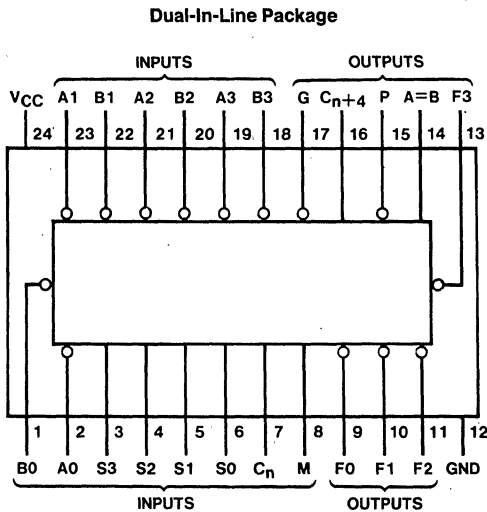 Dual-In-Line Package
INPUTS OUTPUTS
VCC A1 B1 A2 B2 A3 B3 G Cn+4 P A=B F3
24 23 22 21 20 19 18 17 16 15 14 13
1 2 3 4 5 6 7 8 9 10 11 12
B0 A0 S3 S2 S1 S0 Cn M F0 F1 F2 GND
INPUTS OUTPUTS